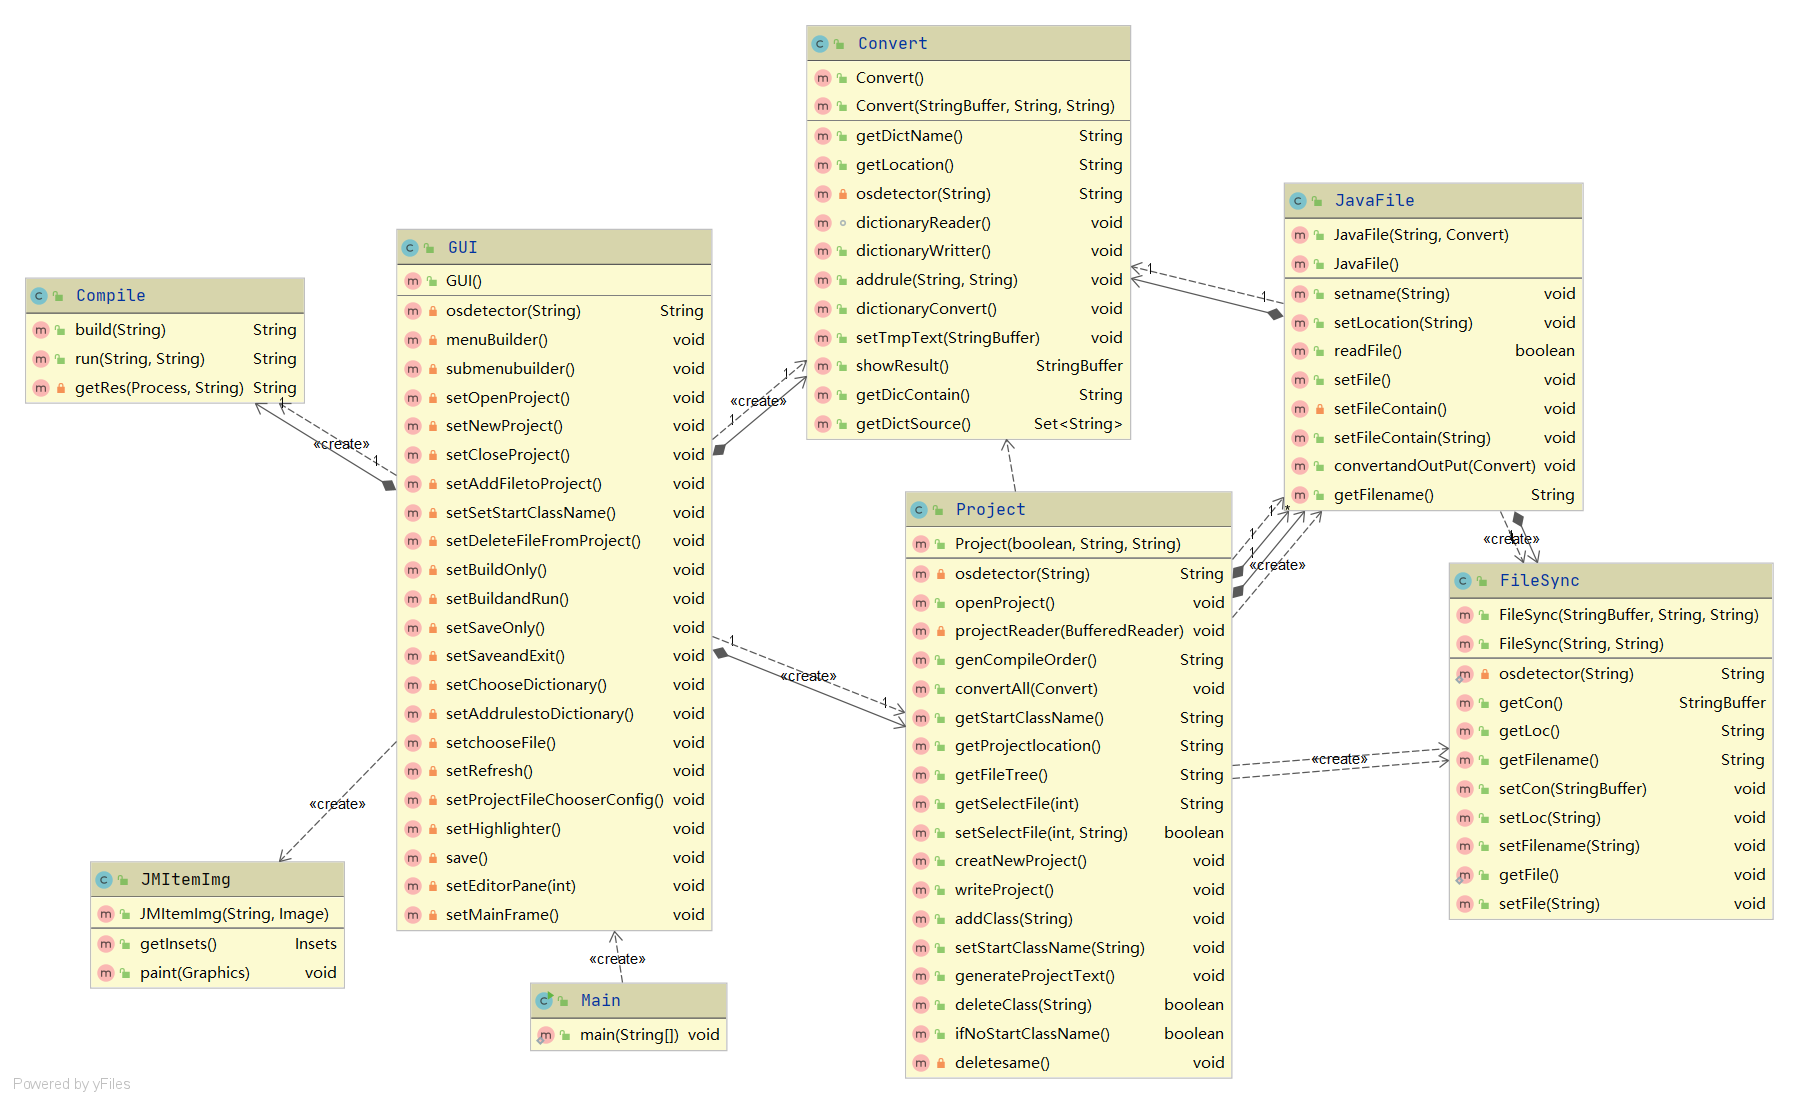 Convert
Convert()
Convert(StringBuffer, String, String)
getDictName() String
getLocation() String
osdetector(String) String
dictionaryReader() void
dictionaryWritter() void
addrule(String, String) void
dictionaryConvert() void
setTmpText(StringBuffer) void
showResult() StringBuffer
getDicContain() String
getDictSource() Set<String>
JavaFile
JavaFile(String, Convert)
JavaFile()
setname(String) void
setLocation(String) void
readFile() boolean
setFile() void
setFileContain() void
setFileContain(String) void
convertandOutPut(Convert) void
getFilename() String
GUI
GUI()
osdetector(String) String
menuBuilder() void
submenubuilder() void
setOpenProject() void
setNewProject() void
setCloseProject() void
setAddFiletoProject() void
setSetStartClassName() void
setDeleteFileFromProject() void
setBuildOnly() void
setBuildandRun() void
setSaveOnly() void
setSaveandExit() void
setChooseDictionary() void
setAddrulestoDictionary() void
setchooseFile() void
setRefresh() void
setProjectFileChooserConfig() void
setHighlighter() void
save() void
setEditorPane(int) void
setMainFrame() void
Compile
build(String) String
run(String, String) String
getRes(Process, String) String
1
«create»
1
1
«create»
1
1
1
Project
Project(boolean, String, String)
osdetector(String) String
openProject() void
projectReader(BufferedReader) void
genCompileOrder() String
convertAll(Convert) void
getStartClassName() String
getProjectlocation() String
getFileTree() String
getSelectFile(int) String
setSelectFile(int, String) boolean
creatNewProject() void
writeProject() void
addClass(String) void
setStartClassName(String) void
generateProjectText() void
deleteClass(String) boolean
ifNoStartClassName() boolean
deletesame() void
1
*
1
1
«create»
«create»
1
FileSync
FileSync(StringBuffer, String, String)
FileSync(String, String)
osdetector(String) String
getCon() StringBuffer
getLoc() String
getFilename() String
setCon(StringBuffer) void
setLoc(String) void
setFilename(String) void
getFile() void
setFile(String) void
1
«create»
1
«create»
«create»
JMItemImg
JMItemImg(String, Image)
getInsets() Insets
paint(Graphics) void
«create»
Main
main(String[]) void
Powered by yFiles